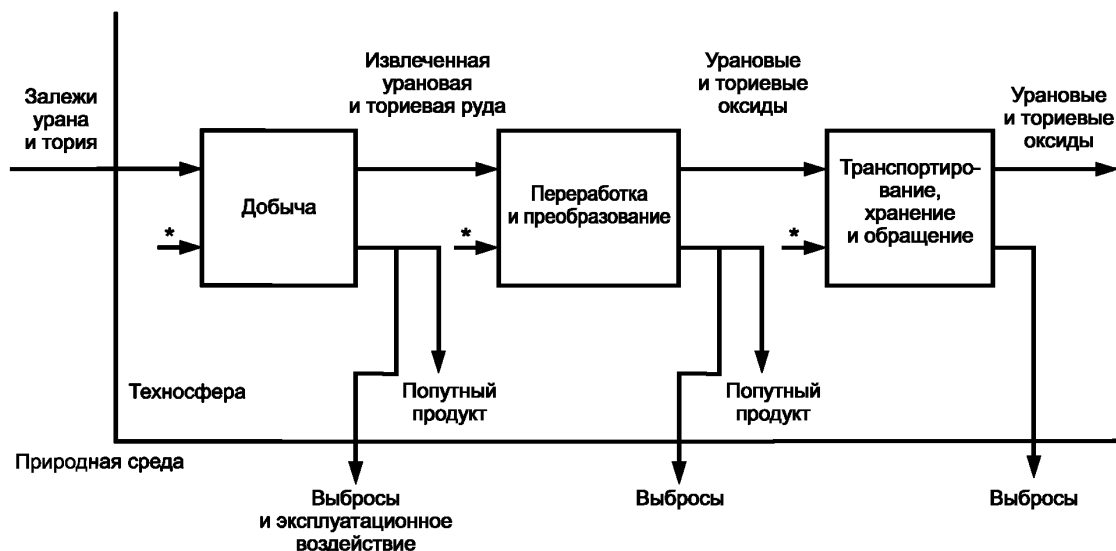 Залежи
урана
и тория
Извлеченная
урановая
и ториевая руда
Урановые
и ториевые
оксиды
Урановые
и ториевые
оксиды
Добыча
*
Переработка
и преобразование
*
Транспортиро-
вание,
хранение
и обращение
*
Техносфера
Попутный
продукт
Попутный
продукт
Природная среда
Выбросы
и эксплуатационное
воздействие
Выбросы
Выбросы